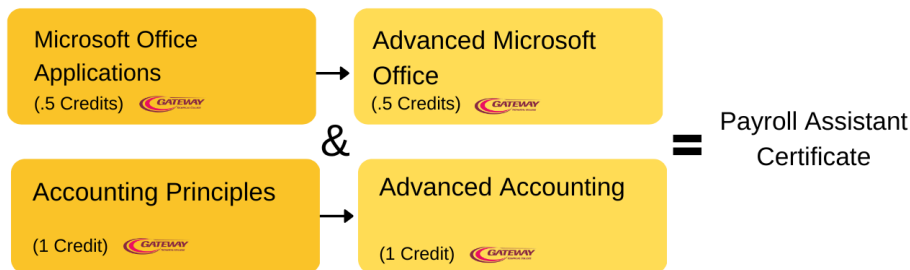 Microsoft Office
Applications
(.5 Credits) GATEWAY
Advanced Microsoft
Office
(.5 Credits) GATEWAY
&
Accounting Principles
(1 Credit) GATEWAY
Advanced Accounting
(1 Credit) GATEWAY
=
Payroll Assistant
Certificate